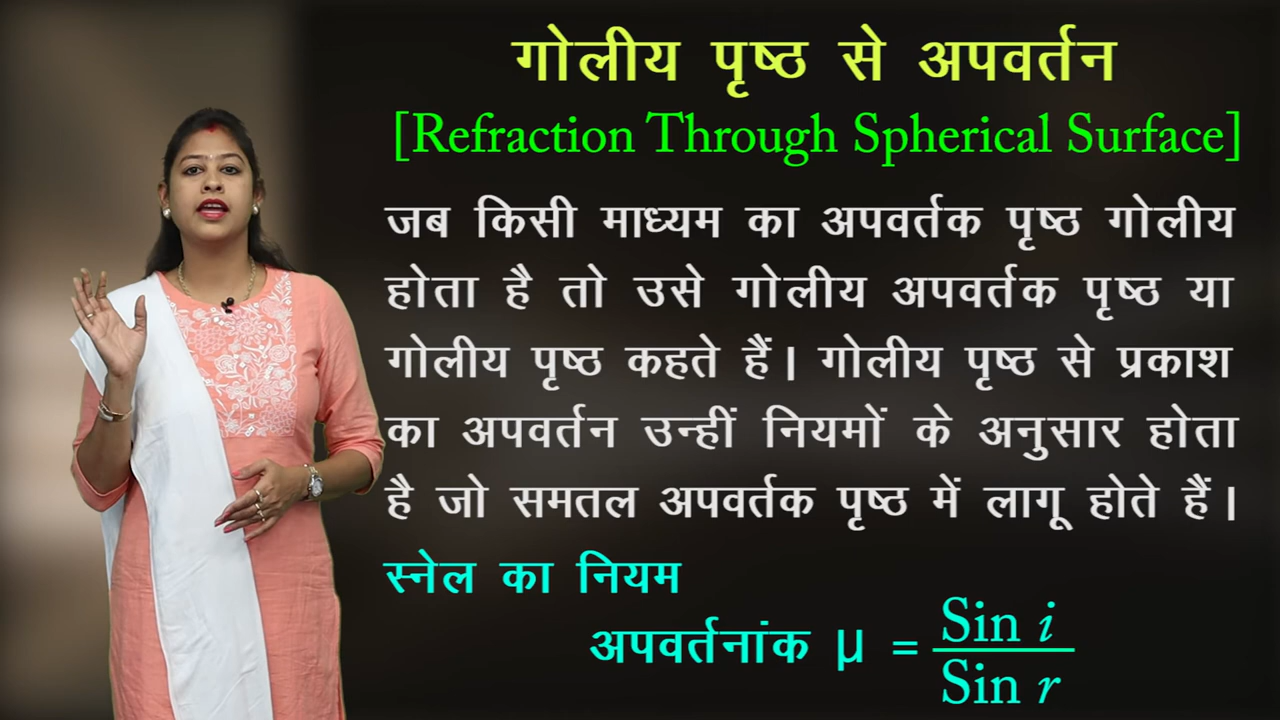 गोलीय पृष्ठ से अपवर्तन
[Refraction Through Spherical Surface]
जब किसी माध्यम का अपवर्तक पृष्ठ गोलीय
होता है तो उसे गोलीय अपवर्तक पृष्ठ या
गोलीय पृष्ठ कहते हैं। गोलीय पृष्ठ से प्रकाश
का अपवर्तन उन्हीं नियमों के अनुसार होता
है जो समतल अपवर्तक पृष्ठ में लागू होते हैं।
स्नेल का नियम
अपवर्तनांक μ = Sin i / Sin r